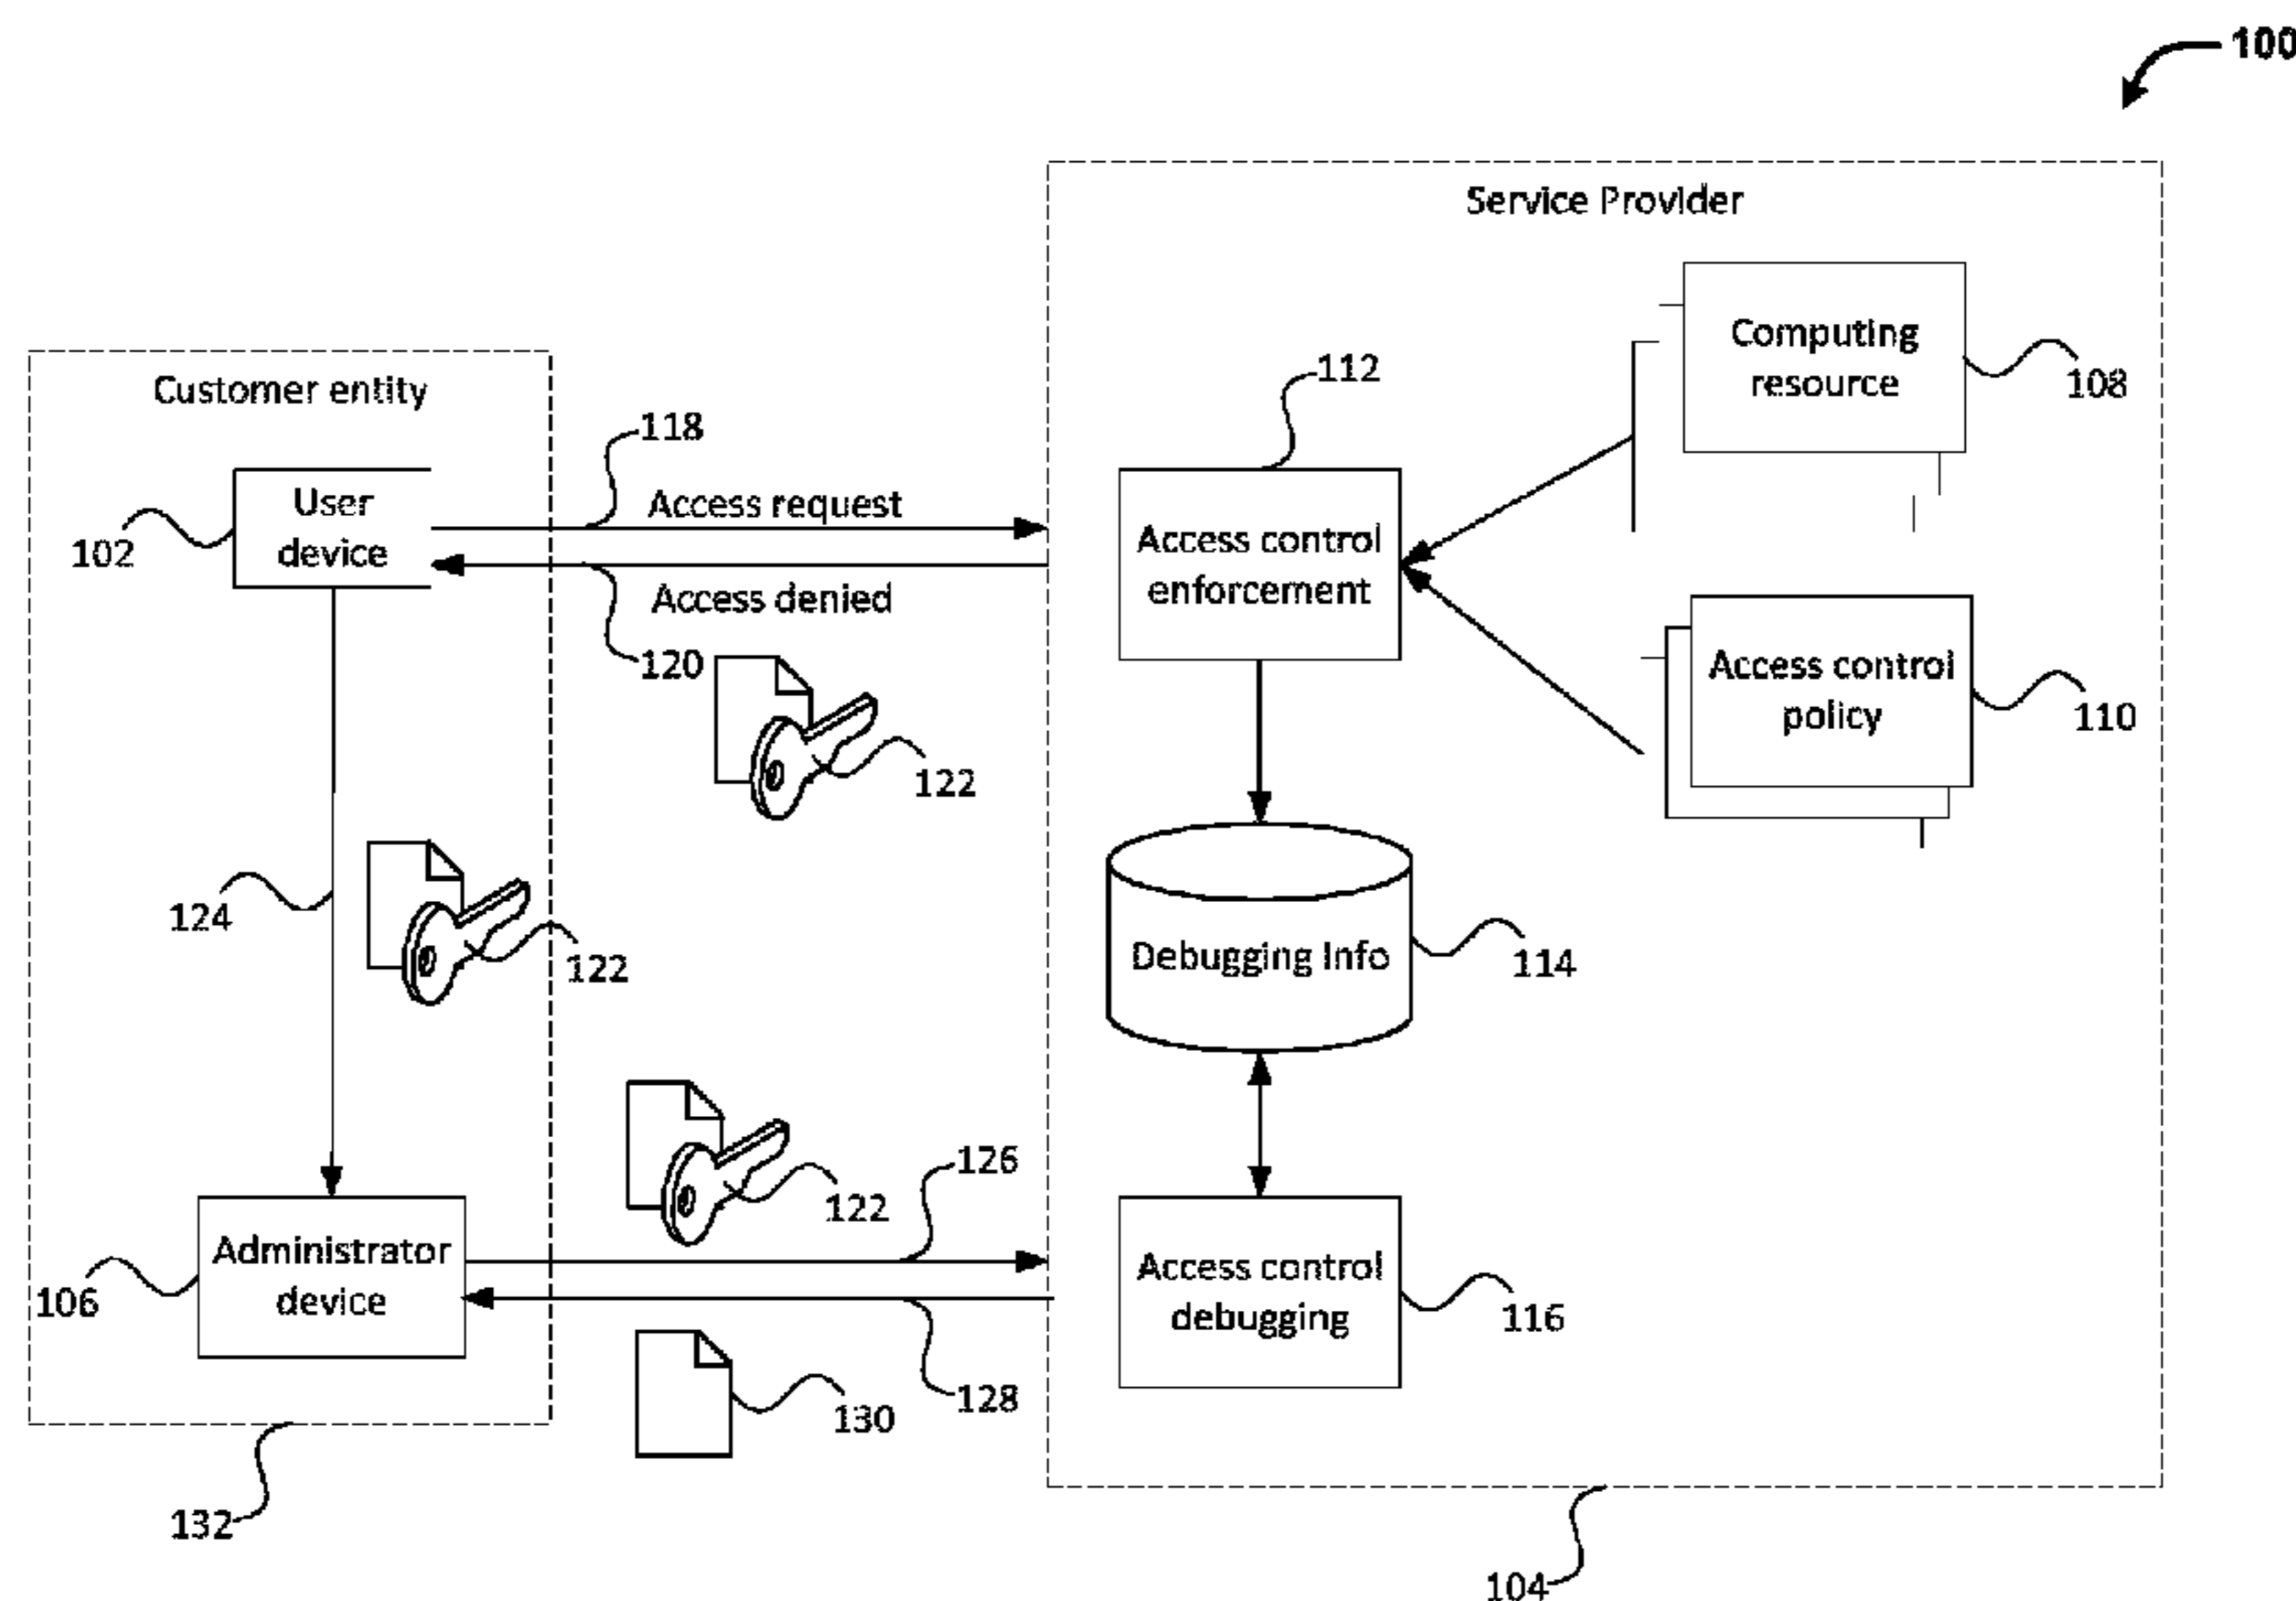 100
Service Provider
Computing
resource
108
Customer entity
112
118
User
device
102
Access request
Access denied
120
Access control
enforcement
Access control
policy
110
122
124
122
Debugging Info
114
122
126
Administrator
device
106
Access control
debugging
116
128
130
132
104